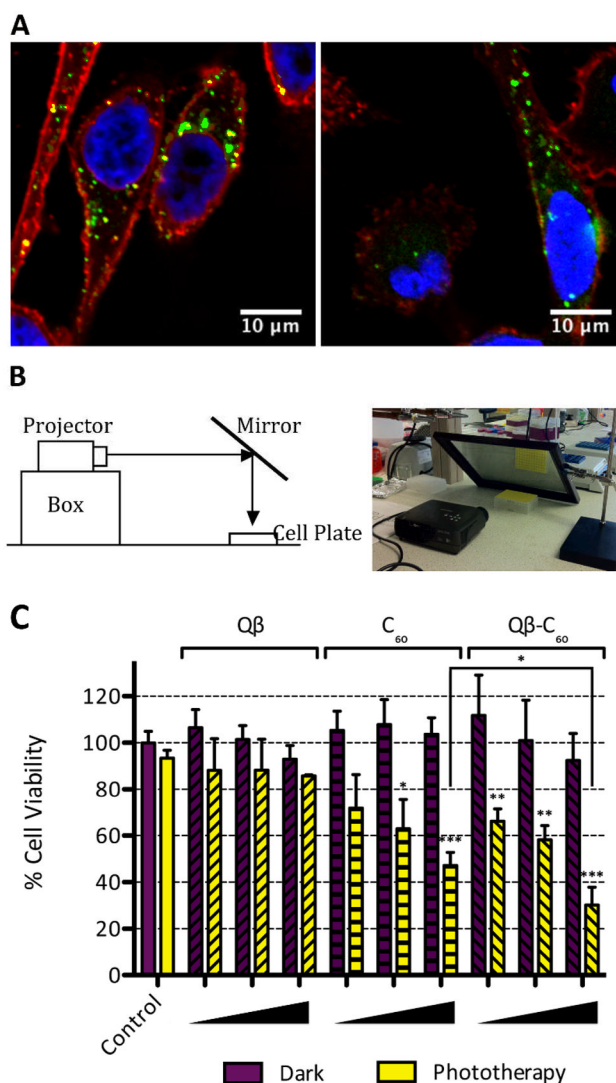 A
10 µm
10 µm
B
Projector
Mirror
Box
Cell Plate
C
Qβ
C60
Qβ-C60
*
120
100
80
60
40
20
0
% Cell Viability
*
***
**
**
***
Control
Dark
Phototherapy